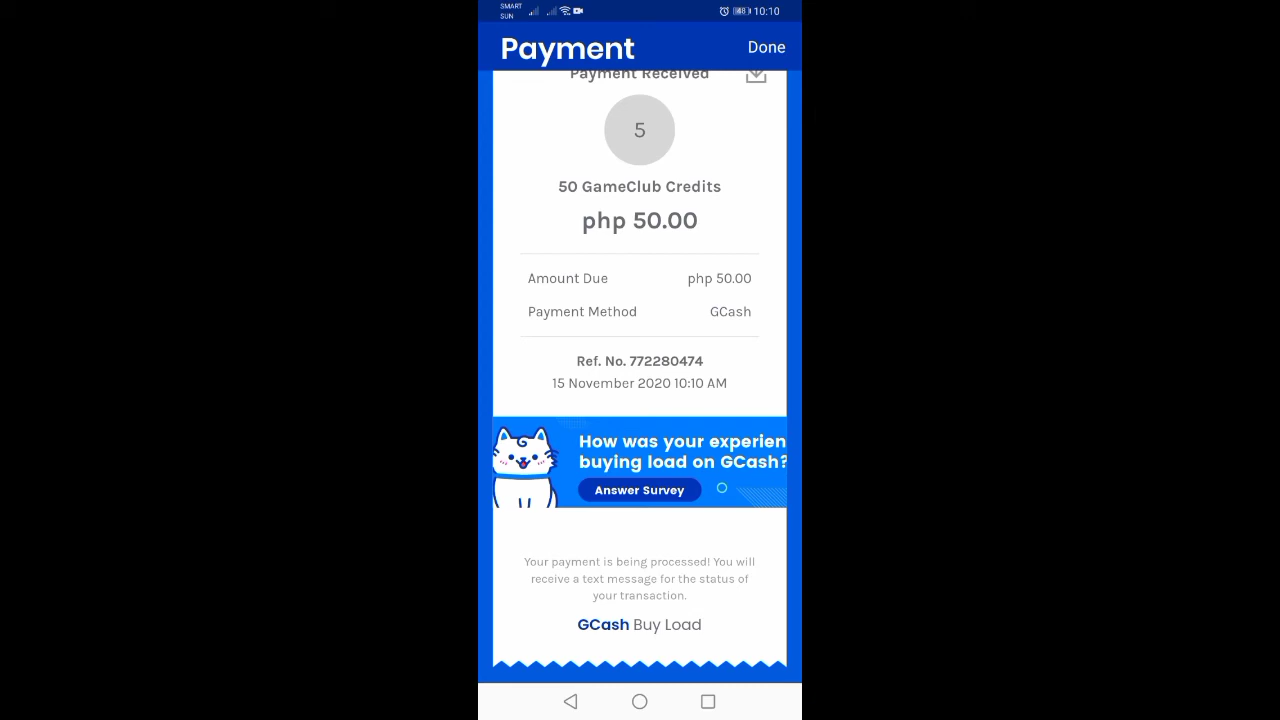 SMART
SUN
48
10:10
Payment
Done
Payment Received
5
50 GameClub Credits
php 50.00
Amount Due php 50.00
Payment Method GCash
Ref. No. 772280474
15 November 2020 10:10 AM
How was your experien
buying load on GCash?
Answer Survey
Your payment is being processed! You will
receive a text message for the status of
your transaction.
GCash Buy Load